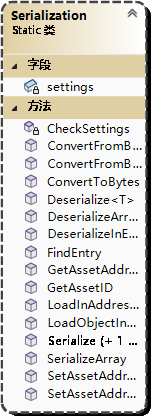 Serialization
Static 类
字段
settings
方法
CheckSettings
ConvertFromB...
ConvertFromB...
ConvertToBytes
Deserialize<T>
DeserializeArr...
DeserializeInE...
FindEntry
GetAssetAddr...
GetAssetID
LoadInAddres...
LoadObjectIn...
Serialize (+ 1 ...
SerializeArray
SetAssetAddr...
SetAssetAddr...